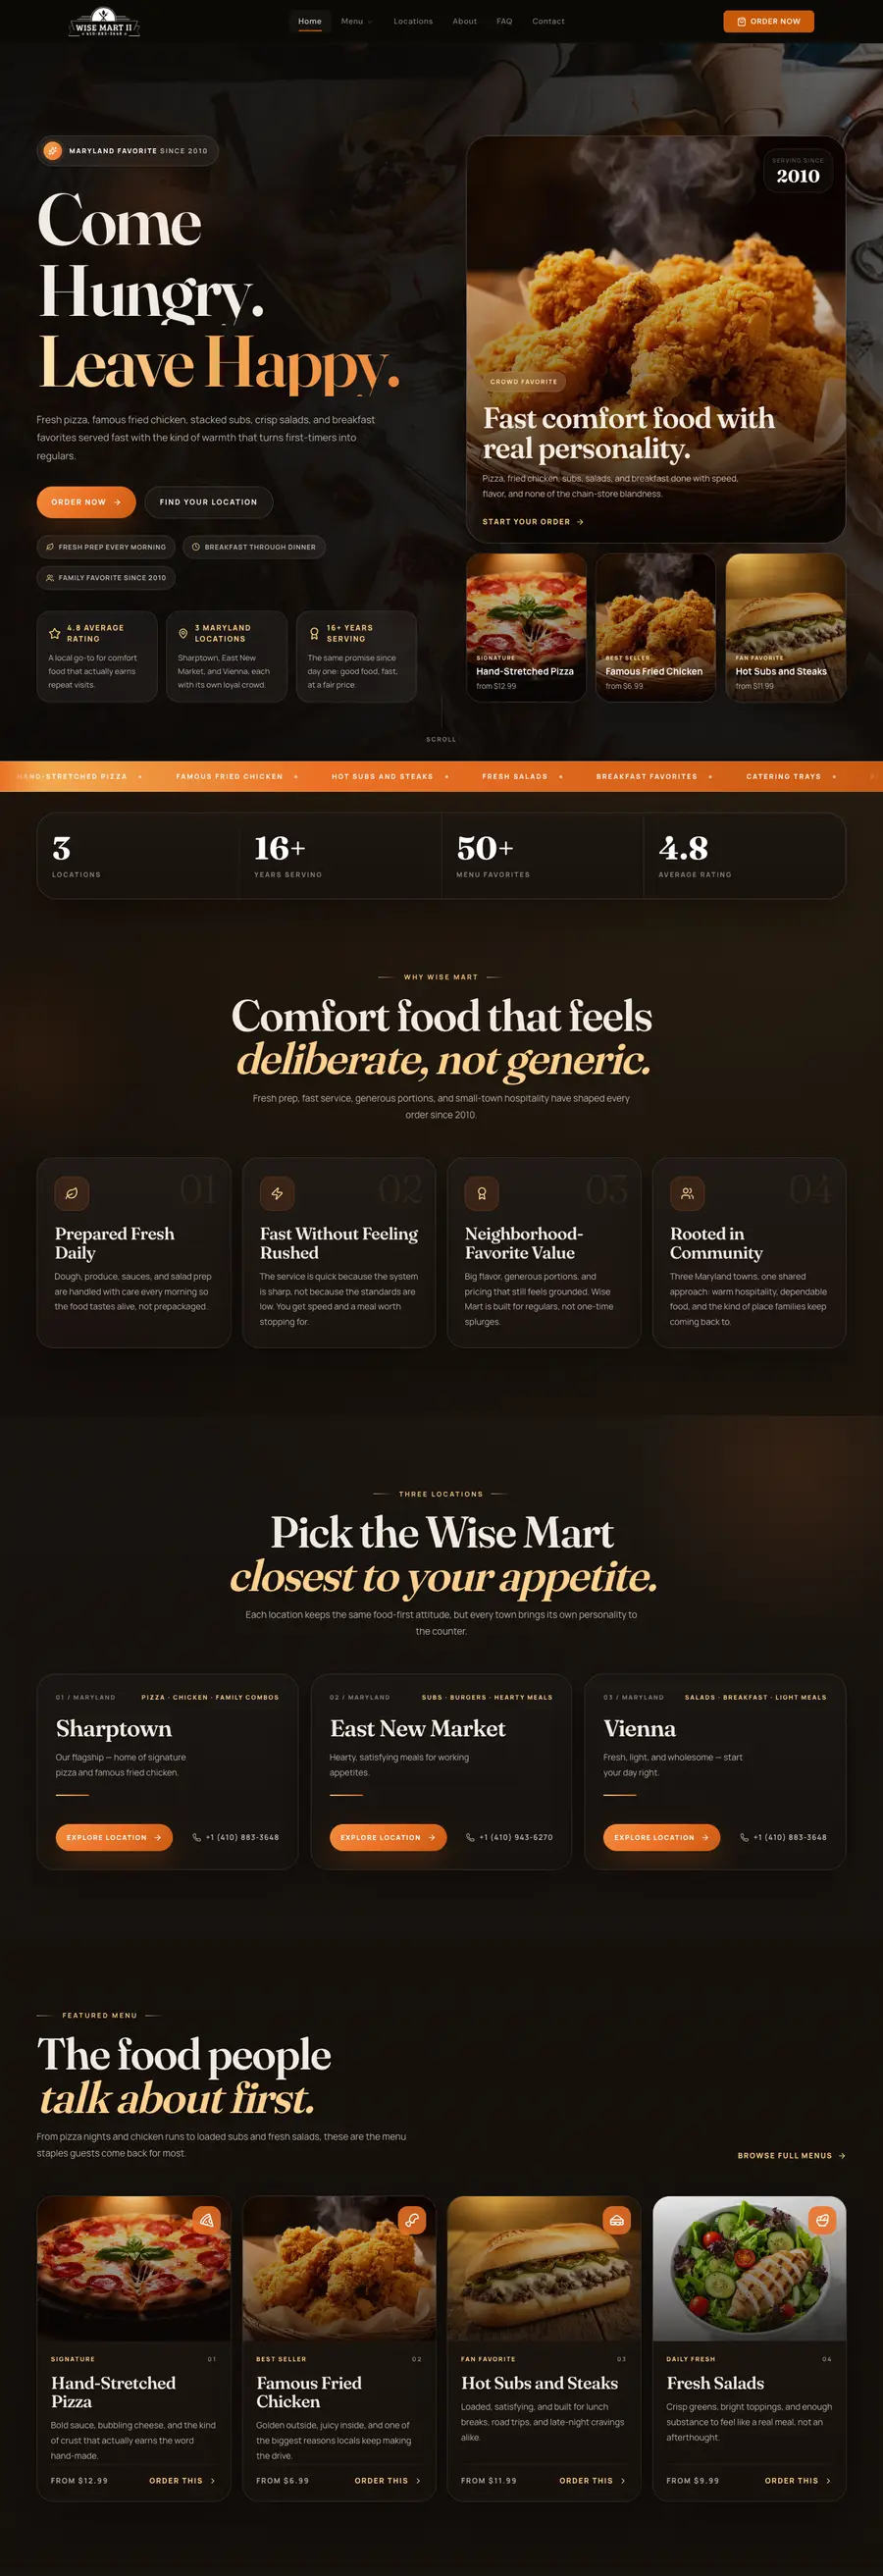 WISE MART II
Home
Menu
Locations
About
FAQ
Contact
ORDER NOW
MARYLAND FAVORITE SINCE 2010
Come
Hungry.
Leave Happy.
Fresh pizza, famous fried chicken, stacked subs, crisp salads, and breakfast
favorites served fast with the kind of warmth that turns first-timers into
regulars.
ORDER NOW
FIND YOUR LOCATION
FRESH PREP EVERY MORNING
BREAKFAST THROUGH DINNER
FAMILY FAVORITE SINCE 2010
4.8 AVERAGE
RATING
A local go-to for comfort
food that actually earns
repeat visits.
3 MARYLAND
LOCATIONS
Sharptown, East New
Market, and Vienna, each
with its own loyal crowd.
16+ YEARS
SERVING
The same promise since
day one: good food, fast,
at a fair price.
SERVING SINCE
2010
CROWD FAVORITE
Fast comfort food with
real personality.
Pizza, fried chicken, subs, salads, and breakfast done with speed,
flavor, and none of the chain-store blandness.
START YOUR ORDER
SIGNATURE
Hand-Stretched Pizza
from $12.99
BEST SELLER
Famous Fried Chicken
from $6.99
FAN FAVORITE
Hot Subs and Steaks
from $11.99
SCROLL
HAND-STRETCHED PIZZA
FAMOUS FRIED CHICKEN
HOT SUBS AND STEAKS
FRESH SALADS
BREAKFAST FAVORITES
CATERING TRAYS
3
LOCATIONS
16+
YEARS SERVING
50+
MENU FAVORITES
4.8
AVERAGE RATING
WHY WISE MART
Comfort food that feels
deliberate, not generic.
Fresh prep, fast service, generous portions, and small-town hospitality have shaped every
order since 2010.
01
Prepared Fresh
Daily
Dough, produce, sauces, and salad prep
are handled with care every morning so
the food tastes alive, not prepackaged.
02
Fast Without Feeling
Rushed
The service is quick because the system
is sharp, not because the standards are
low. You get speed and a meal worth
stopping for.
03
Neighborhood-
Favorite Value
Big flavor, generous portions, and
pricing that still feels grounded. Wise
Mart is built for regulars, not one-time
splurges.
04
Rooted in
Community
Three Maryland towns, one shared
approach: warm hospitality, dependable
food, and the kind of place families keep
coming back to.
THREE LOCATIONS
Pick the Wise Mart
closest to your appetite.
Each location keeps the same food-first attitude, but every town brings its own personality to
the counter.
01 / MARYLAND
PIZZA · CHICKEN · FAMILY COMBOS
Sharptown
Our flagship — home of signature
pizza and famous fried chicken.
EXPLORE LOCATION
+1 (410) 883-3648
02 / MARYLAND
SUBS · BURGERS · HEARTY MEALS
East New Market
Hearty, satisfying meals for working
appetites.
EXPLORE LOCATION
+1 (410) 943-6270
03 / MARYLAND
SALADS · BREAKFAST · LIGHT MEALS
Vienna
Fresh, light, and wholesome — start
your day right.
EXPLORE LOCATION
+1 (410) 883-3648
FEATURED MENU
The food people
talk about first.
From pizza nights and chicken runs to loaded subs and fresh salads, these are the menu
staples guests come back for most.
BROWSE FULL MENUS
SIGNATURE
01
Hand-Stretched
Pizza
Bold sauce, bubbling cheese, and the kind
of crust that actually earns the word
hand-made.
FROM $12.99
ORDER THIS
BEST SELLER
02
Famous Fried
Chicken
Golden outside, juicy inside, and one of
the biggest reasons locals keep making
the drive.
FROM $6.99
ORDER THIS
FAN FAVORITE
03
Hot Subs and Steaks
Loaded, satisfying, and built for lunch
breaks, road trips, and late-night cravings
alike.
FROM $11.99
ORDER THIS
DAILY FRESH
04
Fresh Salads
Crisp greens, bright toppings, and enough
substance to feel like a real meal, not an
afterthought.
FROM $9.99
ORDER THIS